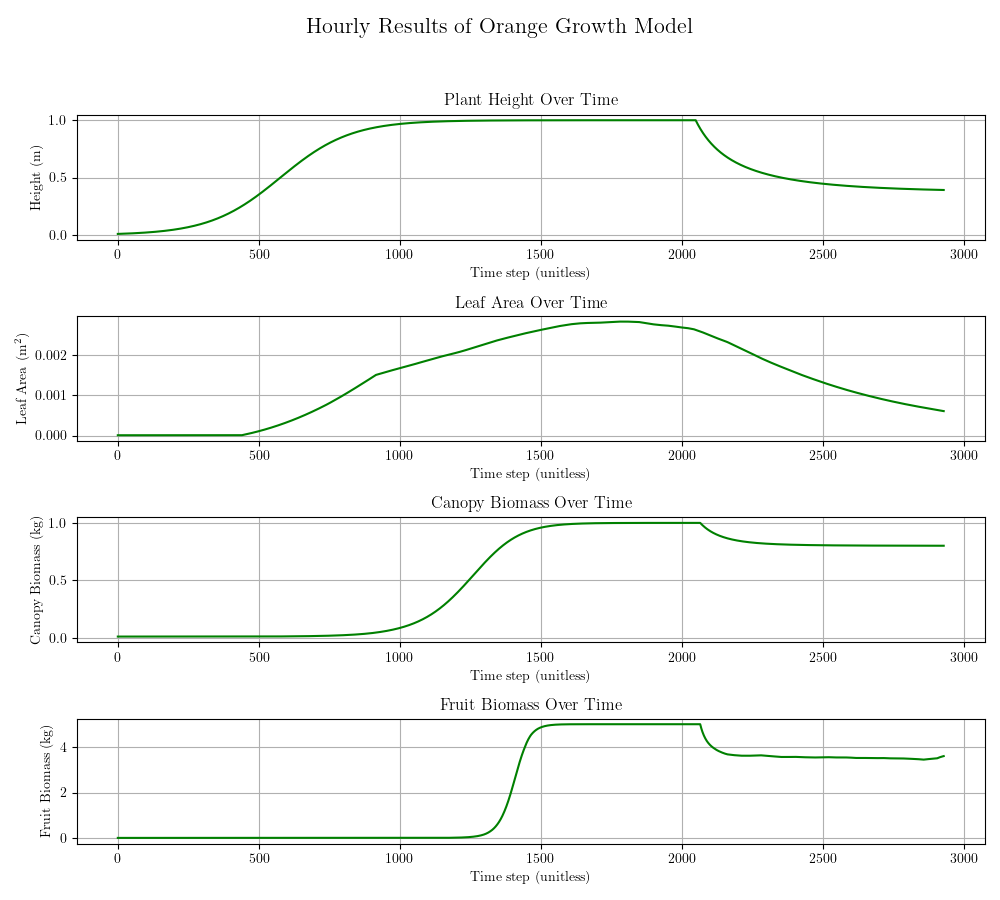 Hourly Results of Orange Growth Model
Plant Height Over Time
Height (m)
1.0
0.5
0.0
0 500 1000 1500 2000 2500 3000
Time step (unitless)
Leaf Area Over Time
Leaf Area (m²)
0.002
0.001
0.000
0 500 1000 1500 2000 2500 3000
Time step (unitless)
Canopy Biomass Over Time
Canopy Biomass (kg)
1.0
0.5
0.0
0 500 1000 1500 2000 2500 3000
Time step (unitless)
Fruit Biomass Over Time
Fruit Biomass (kg)
4
2
0
0 500 1000 1500 2000 2500 3000
Time step (unitless)